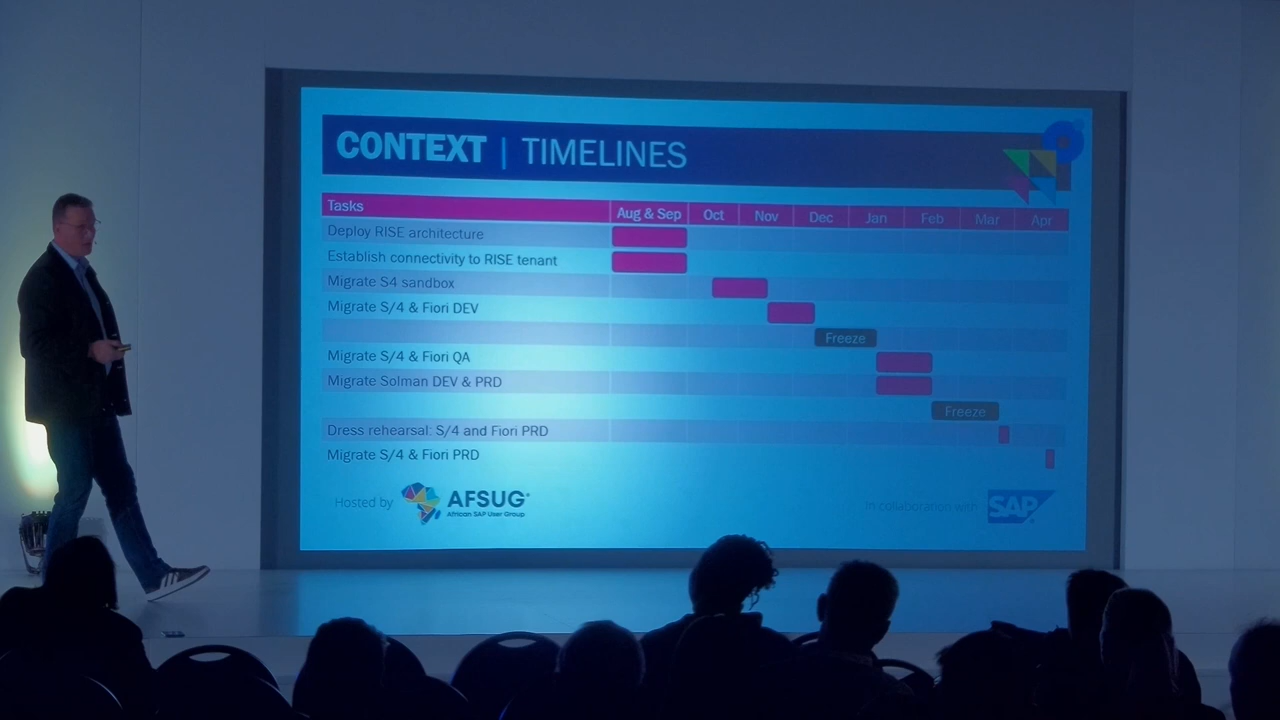 CONTEXT | TIMELINES
Tasks Aug & Sep Oct Nov Dec Jan Feb Mar Apr
Deploy RISE architecture
Establish connectivity to RISE tenant
Migrate S4 sandbox
Migrate S/4 & Fiori DEV
Freeze
Migrate S/4 & Fiori QA
Migrate Solman DEV & PRD
Freeze
Dress rehearsal: S/4 and Fiori PRD
Migrate S/4 & Fiori PRD
Hosted by AFSUG
African SAP User Group
In collaboration with SAP